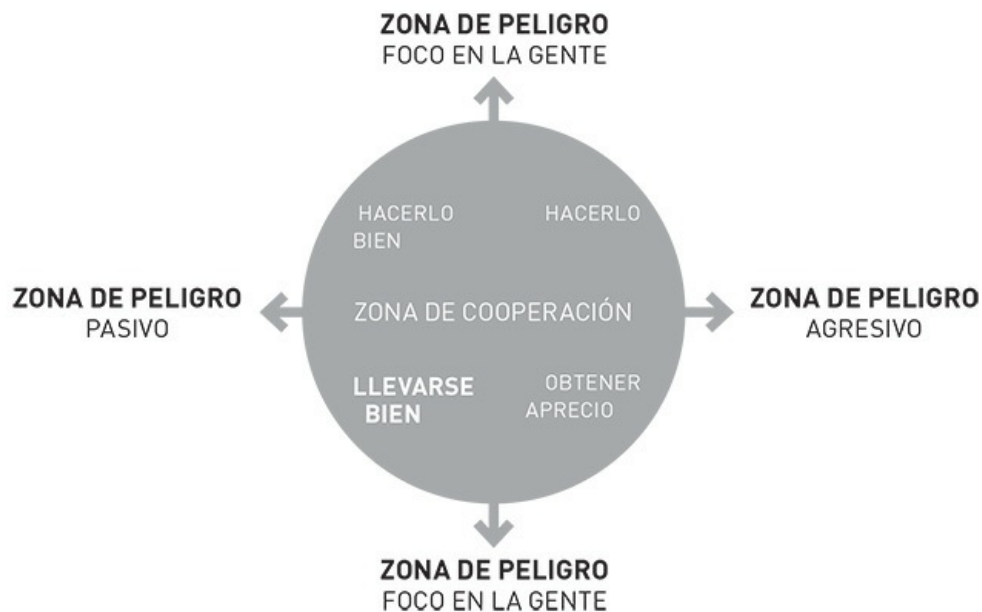 ZONA DE PELIGRO
FOCO EN LA GENTE
HACERLO
BIEN
HACERLO
ZONA DE PELIGRO
PASIVO
ZONA DE COOPERACIÓN
ZONA DE PELIGRO
AGRESIVO
LLEVARSE
BIEN
OBTENER
APRECIO
ZONA DE PELIGRO
FOCO EN LA GENTE